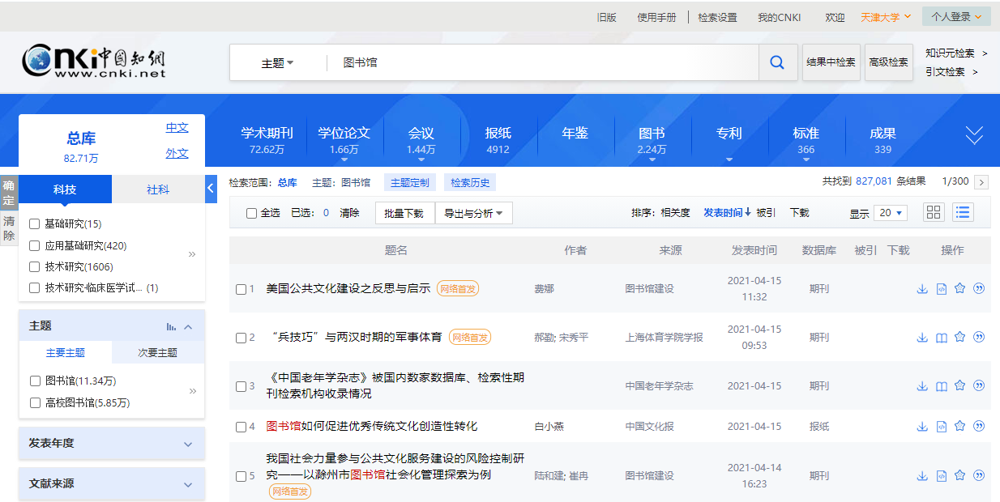 旧版 使用手册 检索设置 我的CNKI 欢迎 天津大学 个人登录
CNKI中国知網
www.cnki.net
主题 图书馆 结果中检索 高级检索
知识元检索 >
引文检索 >
总库
82.71万
中文
外文
学术期刊
72.62万
学位论文
1.66万
会议
1.44万
报纸
4912
年鉴
图书
2.24万
专利
标准
366
成果
339
确定
清除
科技 社科
基础研究(15)
应用基础研究(420)
技术研究(1606)
技术研究-临床医学试... (1)
主题
主要主题 次要主题
图书馆(11.34万)
高校图书馆(5.85万)
发表年度
文献来源
检索范围：总库 主题：图书馆 主题定制 检索历史 共找到 827,081 条结果 1/300
全选 已选：0 清除 批量下载 导出与分析 排序：相关度 发表时间↓ 被引 下载 显示 20
题名 作者 来源 发表时间 数据库 被引 下载 操作
1 美国公共文化建设之反思与启示 网络首发 龚娜 图书馆建设 2021-04-15 11:32 期刊
2 “兵技巧”与两汉时期的军事体育 网络首发 郝勤; 宋秀平 上海体育学院学报 2021-04-15 09:53 期刊
3 《中国老年学杂志》被国内数家数据库、检索性期
刊检索机构收录情况 中国老年学杂志 2021-04-15 期刊
4 图书馆如何促进优秀传统文化创造性转化 白小燕 中国文化报 2021-04-15 报纸
5 我国社会力量参与公共文化服务建设的风险控制研
究——以滁州市图书馆社会化管理探索为例
网络首发 陆和建; 崔冉 图书馆建设 2021-04-14 16:23 期刊